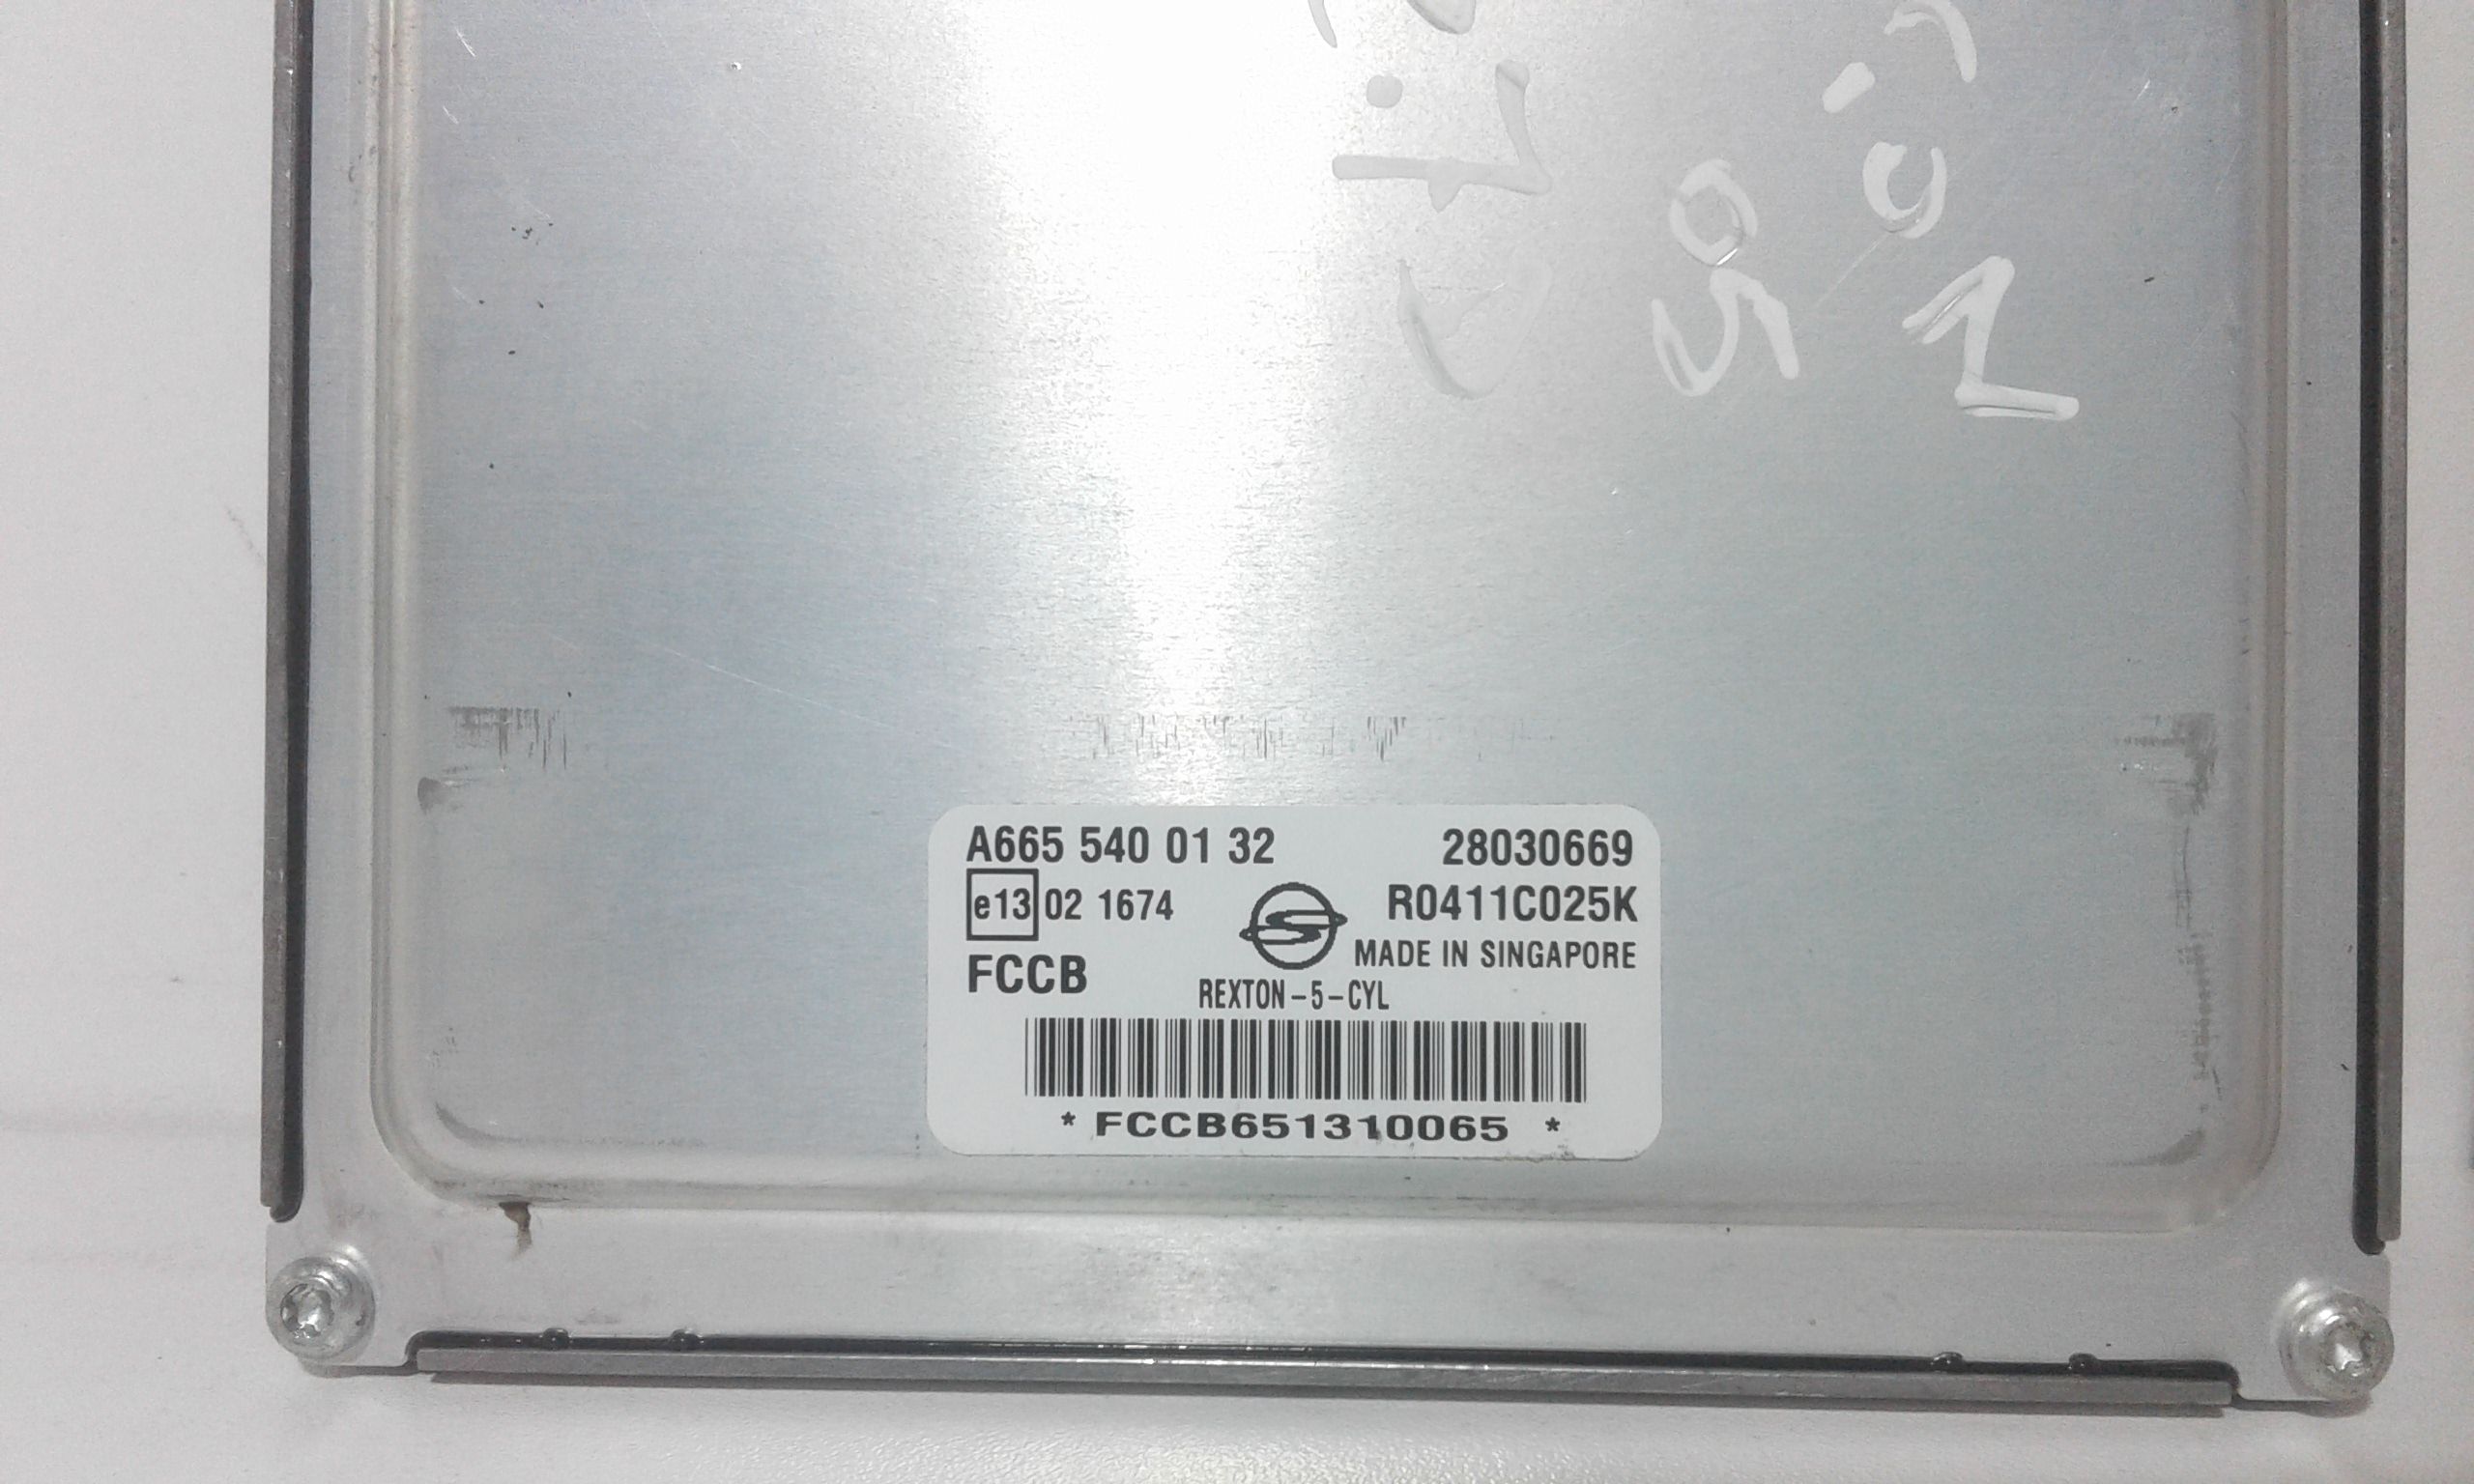 A665 540 01 32 28030669
e13 02 1674 R0411C025K
MADE IN SINGAPORE
FCCB
REXTON-5-CYL
* FCCB651310065 *